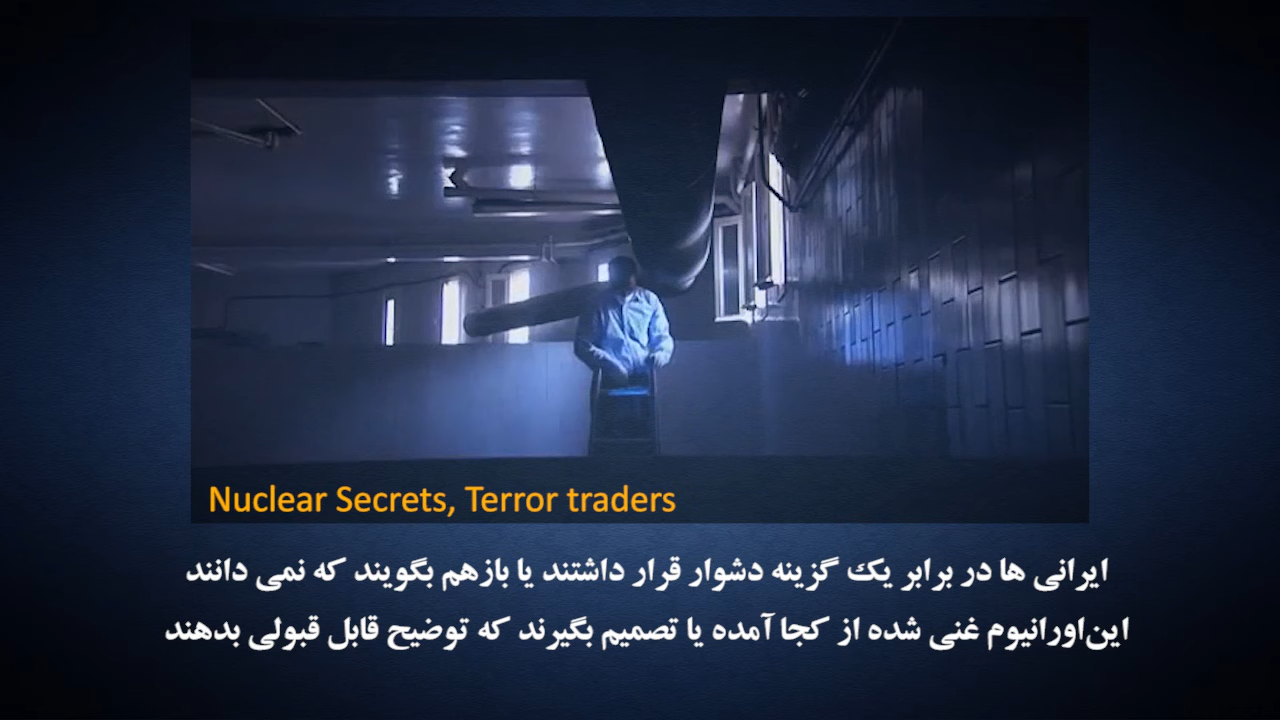 Nuclear Secrets, Terror traders
ایرانی ها در برابر یک گزینه دشوار قرار داشتند یا بازهم بگویند که نمی دانند
این‌اورانیوم غنی شده از کجا آمده یا تصمیم بگیرند که توضیح قابل قبولی بدهند